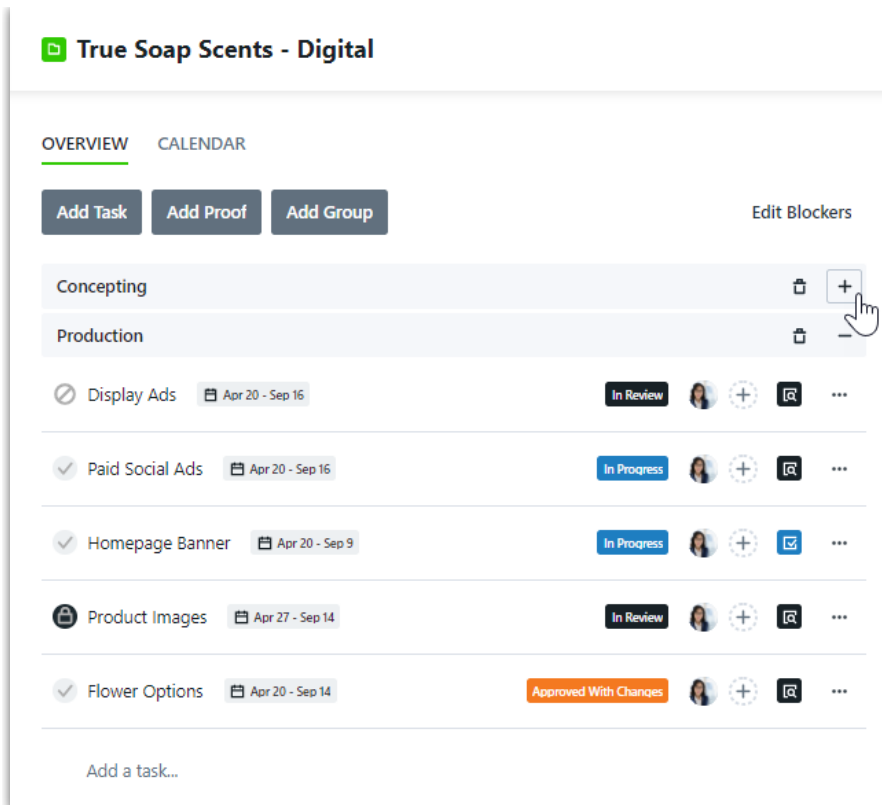 True Soap Scents - Digital
OVERVIEW CALENDAR
Add Task Add Proof Add Group Edit Blockers
Concepting
Production
Display Ads Apr 20 - Sep 16 In Review
Paid Social Ads Apr 20 - Sep 16 In Progress
Homepage Banner Apr 20 - Sep 9 In Progress
Product Images Apr 27 - Sep 14 In Review
Flower Options Apr 20 - Sep 14 Approved With Changes
Add a task...